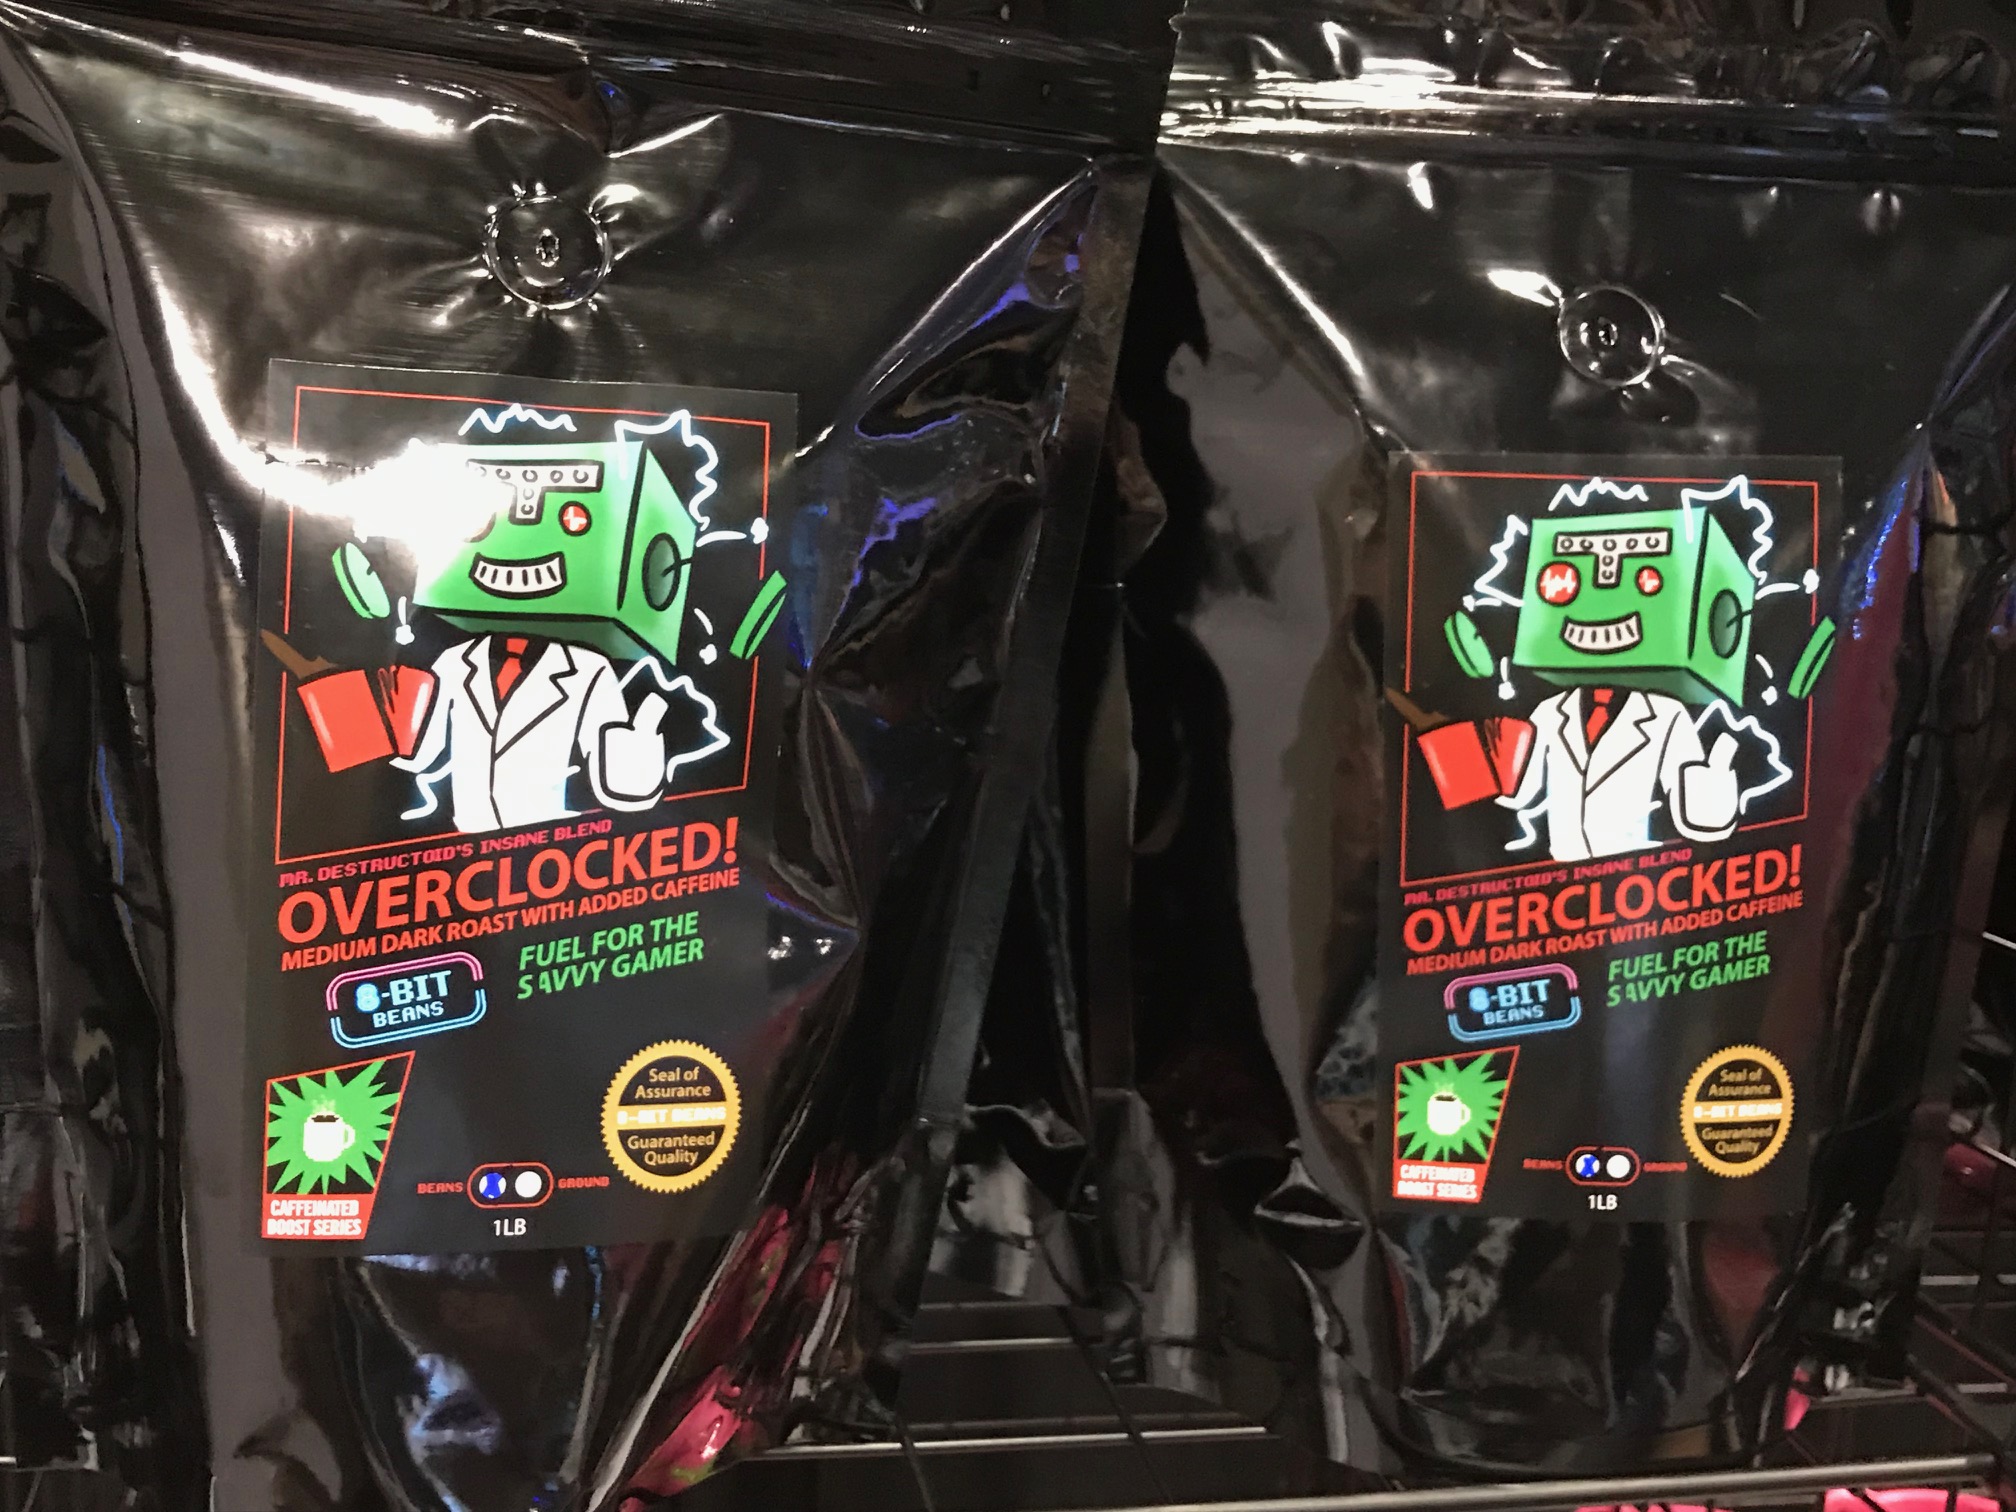 MR. DESTRUCTOID'S INSANE BLEND
OVERCLOCKED!
MEDIUM DARK ROAST WITH ADDED CAFFEINE
8-BIT
BEANS
FUEL FOR THE
SAVVY GAMER
CAFFEINATED
BOOST SERIES
BEANS
GROUND
1LB
Seal of
Assurance
8-BIT BEANS
Guaranteed
Quality
MR. DESTRUCTOID'S INSANE BLEND
OVERCLOCKED!
MEDIUM DARK ROAST WITH ADDED CAFFEINE
8-BIT
BEANS
FUEL FOR THE
SAVVY GAMER
CAFFEINATED
BOOST SERIES
BEANS
GROUND
1LB
Seal of
Assurance
8-BIT BEANS
Guaranteed
Quality